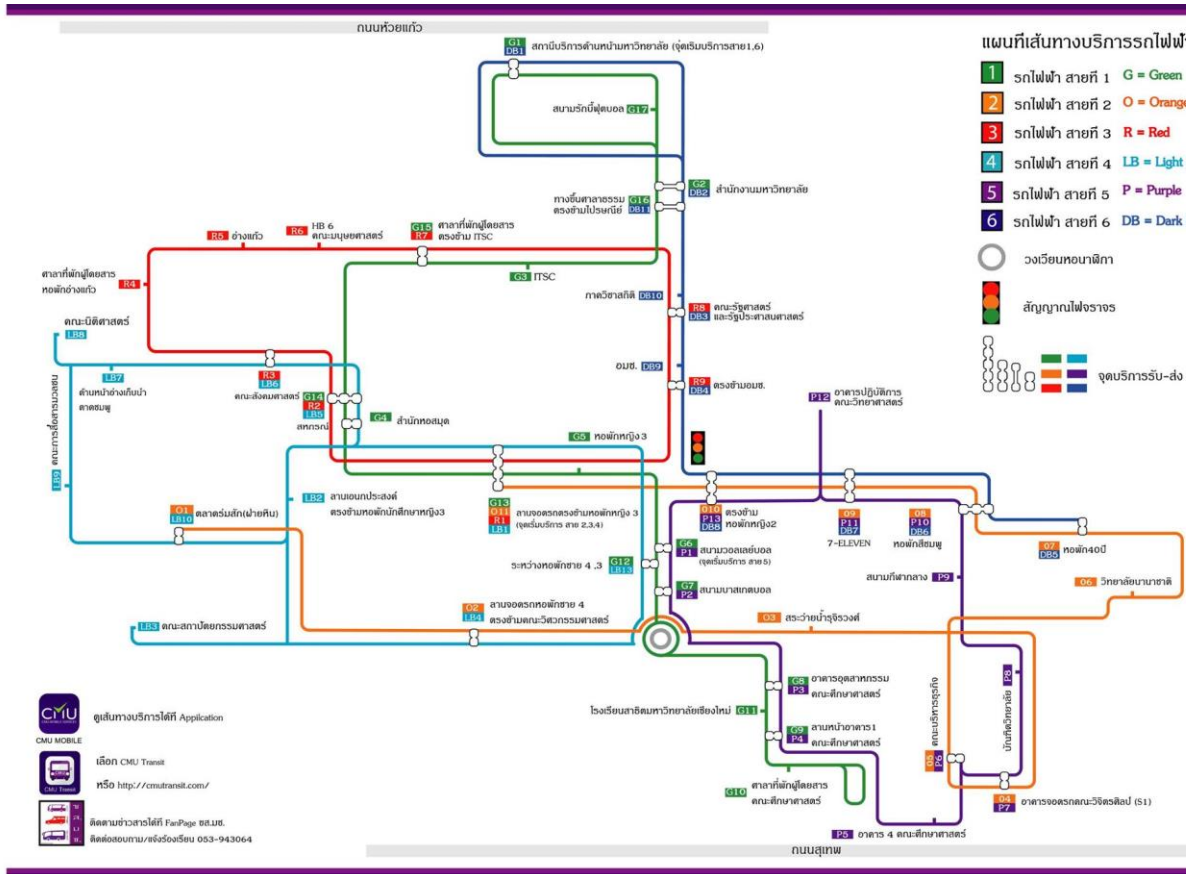 ถนนห้วยแก้ว
G1 DB1 สถานีบริการด้านหน้ามหาวิทยาลัย (จุดเริ่มบริการสาย1,6)
แผนที่เส้นทางบริการรถไฟฟ้า
1 รถไฟฟ้า สายที่ 1 G = Green
2 รถไฟฟ้า สายที่ 2 O = Orange
3 รถไฟฟ้า สายที่ 3 R = Red
4 รถไฟฟ้า สายที่ 4 LB = Light
5 รถไฟฟ้า สายที่ 5 P = Purple
6 รถไฟฟ้า สายที่ 6 DB = Dark
วงเวียนหอนาฬิกา
สัญญาณไฟจราจร
จุดบริการรับ-ส่ง
สนามรักบี้ฟุตบอล G17
G2 DB2 สำนักงานมหาวิทยาลัย
ทางขึ้นศาลาธรรม G16
ตรงข้ามไปรษณีย์ DB11
R5 อ่างแก้ว
R6 HB 6
คณะมนุษยศาสตร์
G15 ศาลาที่พักผู้โดยสาร
R7 ตรงข้าม ITSC
G3 ITSC
ศาลาที่พักผู้โดยสาร
หอพักอ่างแก้ว R4
ภาควิชาสถิติ DB10
R8 คณะรัฐศาสตร์
DB3 และรัฐประศาสนศาสตร์
คณะนิติศาสตร์
LB8
LB7
ด้านหน้าอ่างเก็บน้ำ
ตาดชมพู
R3
LB6
คณะสังคมศาสตร์ G14
R2
LB5
สหกรณ์
อมช. DB9
R9 ตรงข้ามอมช.
DB4
G4 สำนักหอสมุด
G5 หอพักหญิง 3
P12 อาคารปฏิบัติการ
คณะวิทยาศาสตร์
LB9 คณะการสื่อสารมวลชน
O1 ตลาดร่มสัก(ฝายหิน)
LB10
LB2 ลานเอนกประสงค์
ตรงข้ามหอพักนักศึกษาหญิง3
G13
O11 ลานจอดรถตรงข้ามหอพักหญิง 3
R1 (จุดเริ่มบริการ สาย 2,3,4)
LB1
O10 ตรงข้าม
P13 หอพักหญิง2
DB8
O9
P11
DB7
7-ELEVEN
O8
P10
DB6
หอพักสีชมพู
O7 หอพัก40ปี
DB5
G6 สนามวอลเลย์บอล
P1 (จุดเริ่มบริการ สาย 5)
ระหว่างหอพักชาย 4 ,3 G12
LB13
G7 สนามบาสเกตบอล
P2
สนามกีฬากลาง P9
O6 วิทยาลัยนานาชาติ
O2 ลานจอดรถหอพักชาย 4
LB4 ตรงข้ามคณะวิศวกรรมศาสตร์
LB3 คณะสถาปัตยกรรมศาสตร์
O3 สระว่ายน้ำรุจิรวงศ์
G8 อาคารอุตสาหกรรม
P3 คณะศึกษาศาสตร์
โรงเรียนสาธิตมหาวิทยาลัยเชียงใหม่ G11
G9 ลานหน้าอาคาร1
P4 คณะศึกษาศาสตร์
O5 P6 คณะบริหารธุรกิจ
บัณฑิตวิทยาลัย P8
G10 ศาลาที่พักผู้โดยสาร
คณะศึกษาศาสตร์
O4 อาคารจอดรถคณะวิจิตรศิลป์ (S1)
P7
P5 อาคาร 4 คณะศึกษาศาสตร์
ถนนสุเทพ
CMU
CMU MOBILE
ดูเส้นทางบริการได้ที่ Application
CMU Transit
เลือก CMU Transit
หรือ http://cmutransit.com/
ติดตามข่าวสารได้ที่ FanPage ขส.มช.
ติดต่อสอบถาม/แจ้งร้องเรียน 053-943064